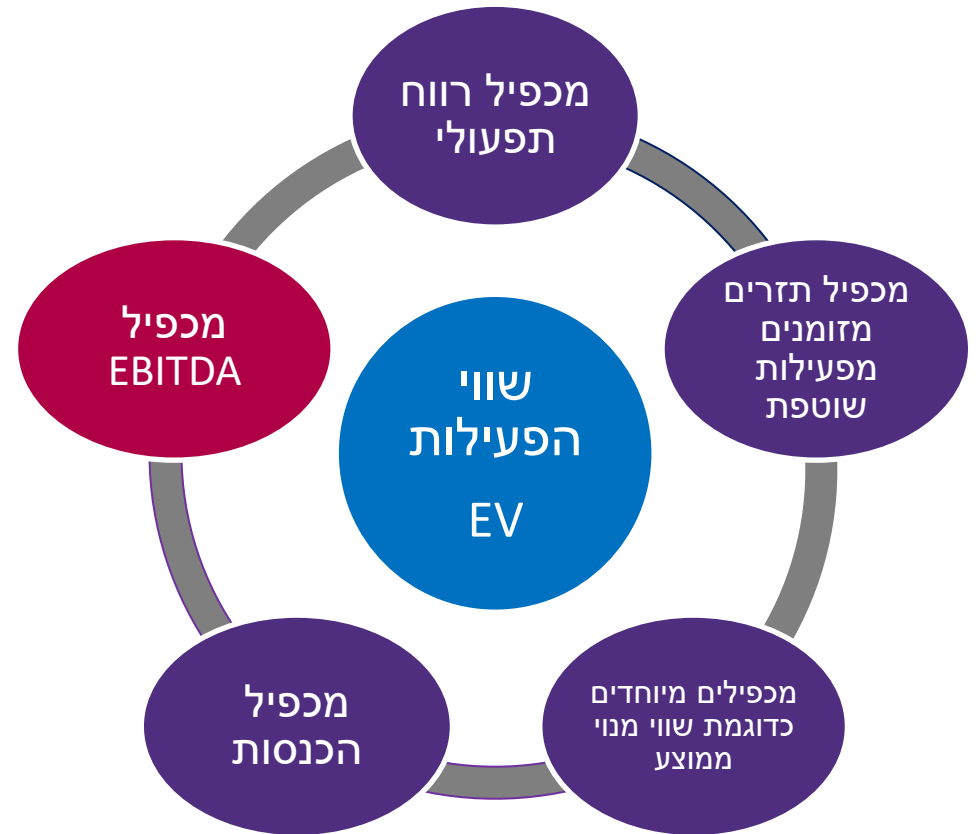 מכפיל רווח
תפעולי
מכפיל תזרים
מזומנים
מפעילות
שוטפת
מכפיל
EBITDA
שווי
הפעילות
EV
מכפיל
הכנסות
מכפילים מיוחדים
כדוגמת שווי מנוי
ממוצע